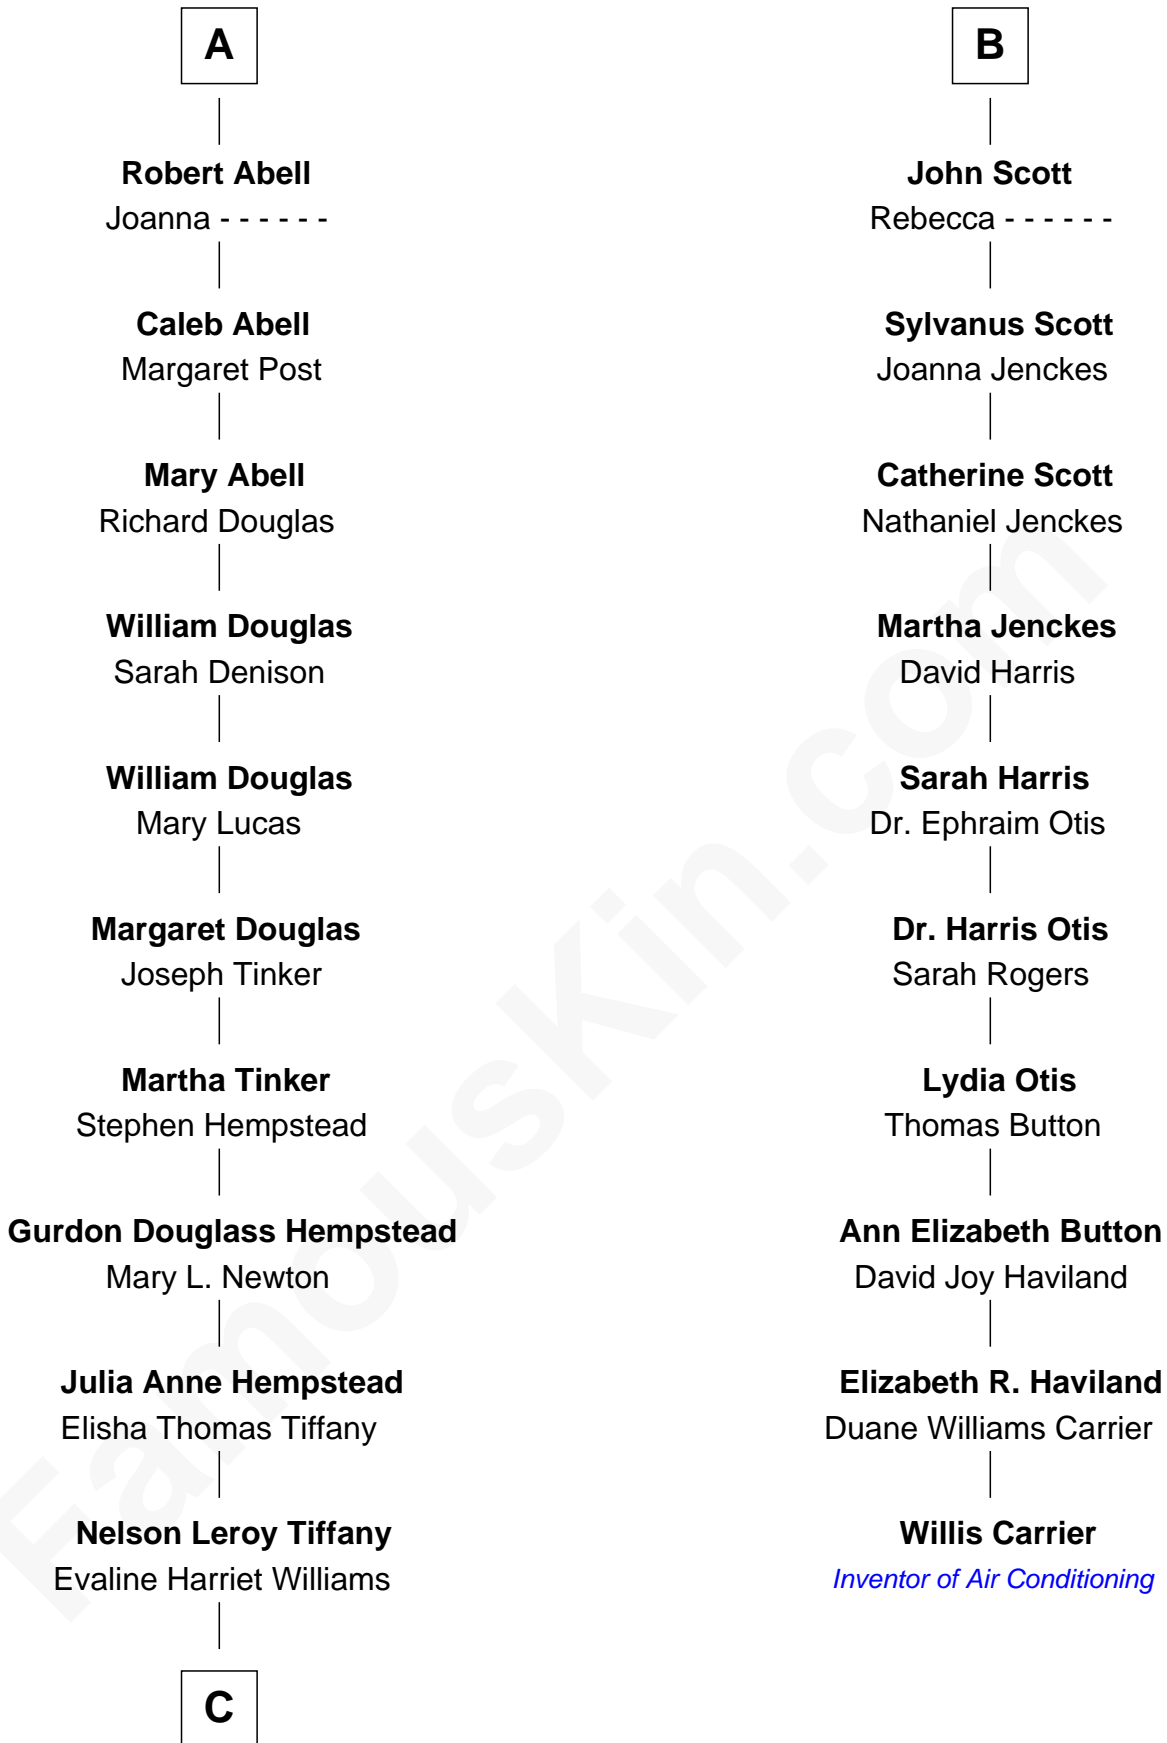 A
Robert Abell
Joanna - - - - - -
Caleb Abell
Margaret Post
Mary Abell
Richard Douglas
William Douglas
Sarah Denison
William Douglas
Mary Lucas
Margaret Douglas
Joseph Tinker
Martha Tinker
Stephen Hempstead
Gurdon Douglass Hempstead
Mary L. Newton
Julia Anne Hempstead
Elisha Thomas Tiffany
Nelson Leroy Tiffany
Evaline Harriet Williams
C
B
John Scott
Rebecca - - - - - -
Sylvanus Scott
Joanna Jenckes
Catherine Scott
Nathaniel Jenckes
Martha Jenckes
David Harris
Sarah Harris
Dr. Ephraim Otis
Dr. Harris Otis
Sarah Rogers
Lydia Otis
Thomas Button
Ann Elizabeth Button
David Joy Haviland
Elizabeth R. Haviland
Duane Williams Carrier
Willis Carrier
Inventor of Air Conditioning
FamousKin.com